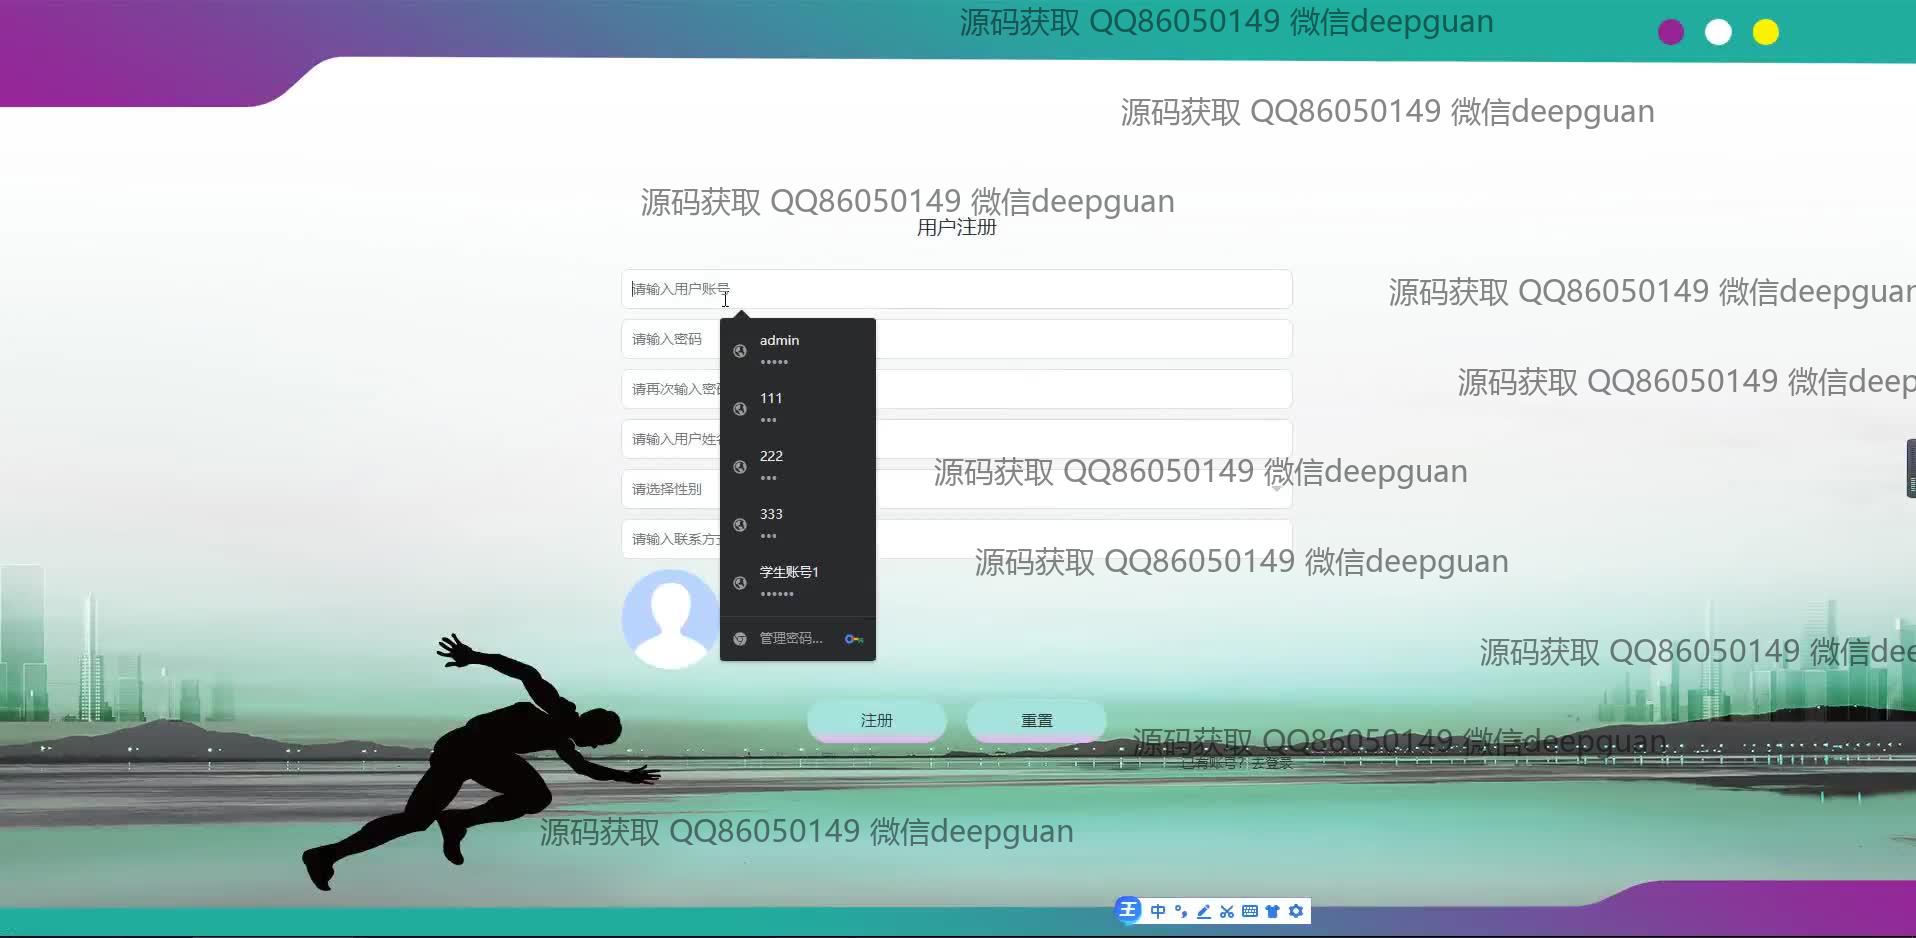 源码获取 QQ86050149 微信deepguan
源码获取 QQ86050149 微信deepguan
源码获取 QQ86050149 微信deepguan
用户注册
请输入用户账号
源码获取 QQ86050149 微信deepguan
请输入密码
admin
•••••
请再次输入密
源码获取 QQ86050149 微信deep
111
•••
请输入用户姓
222
•••
源码获取 QQ86050149 微信deepguan
请选择性别
333
•••
请输入联系方
源码获取 QQ86050149 微信deepguan
学生账号1
••••••
管理密码...
源码获取 QQ86050149 微信dee
注册
重置
源码获取 QQ86050149 微信deepguan
已有账号？去登录
源码获取 QQ86050149 微信deepguan
王 中